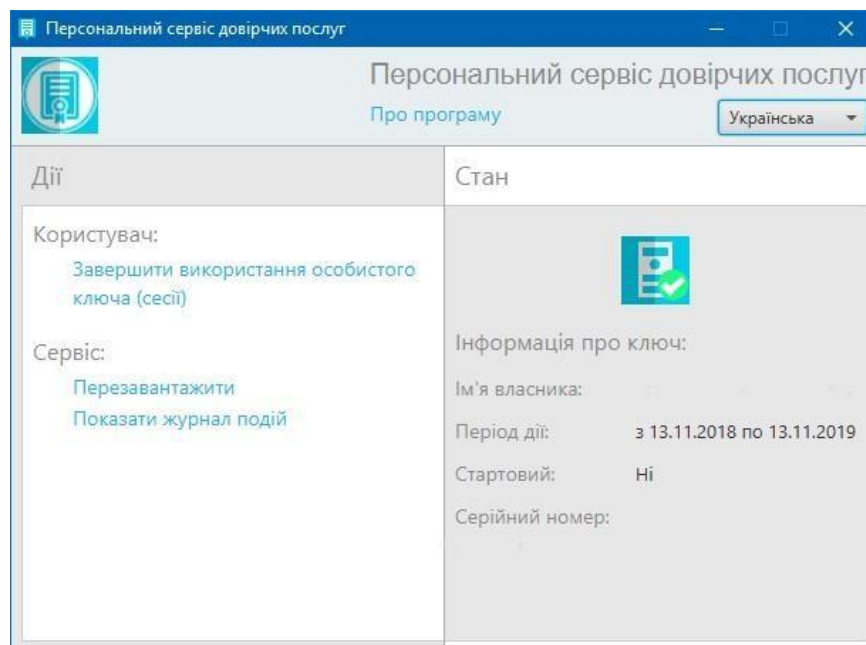 Персональний сервіс довірчих послуг
Персональний сервіс довірчих послуг
Про програму
Українська
Дії
Користувач:
Завершити використання особистого
ключа (сесії)
Сервіс:
Перезавантажити
Показати журнал подій
Стан
Інформація про ключ:
Ім'я власника:
Період дії: з 13.11.2018 по 13.11.2019
Стартовий: Ні
Серійний номер: